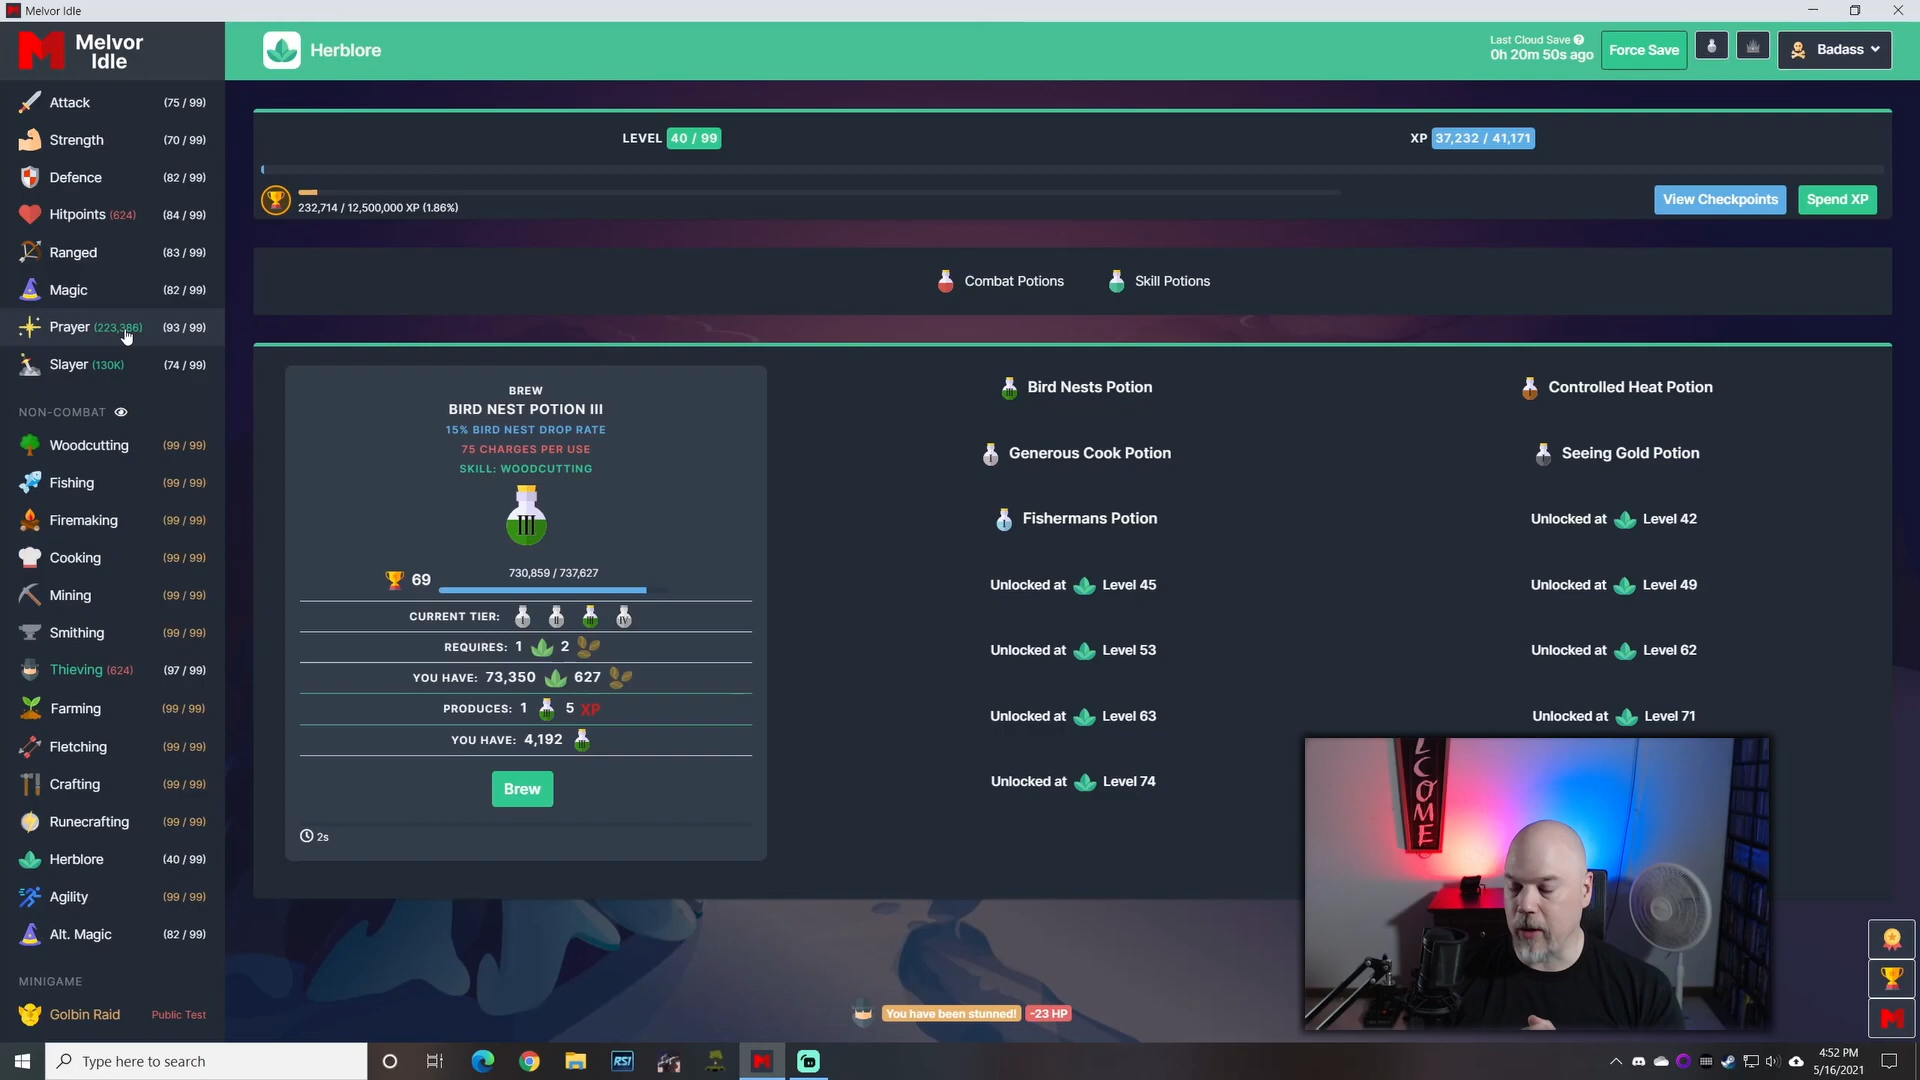 Melvor Idle
Melvor
Idle
Herblore
Last Cloud Save
0h 20m 50s ago
Force Save
Badass
Attack (75 / 99)
Strength (70 / 99)
Defence (82 / 99)
Hitpoints (624) (84 / 99)
Ranged (83 / 99)
Magic (82 / 99)
Prayer (223,386) (93 / 99)
Slayer (130K) (74 / 99)
NON-COMBAT
Woodcutting (99 / 99)
Fishing (99 / 99)
Firemaking (99 / 99)
Cooking (99 / 99)
Mining (99 / 99)
Smithing (99 / 99)
Thieving (624) (97 / 99)
Farming (99 / 99)
Fletching (99 / 99)
Crafting (99 / 99)
Runecrafting (99 / 99)
Herblore (40 / 99)
Agility (99 / 99)
Alt. Magic (82 / 99)
MINIGAME
Golbin Raid Public Test
LEVEL 40 / 99
XP 37,232 / 41,171
232,714 / 12,500,000 XP (1.86%)
View Checkpoints
Spend XP
Combat Potions
Skill Potions
BREW
BIRD NEST POTION III
15% BIRD NEST DROP RATE
75 CHARGES PER USE
SKILL: WOODCUTTING
III
69 730,859 / 737,627
CURRENT TIER: I II III IV
REQUIRES: 1 2
YOU HAVE: 73,350 627
PRODUCES: 1 5 XP
YOU HAVE: 4,192
Brew
2s
Bird Nests Potion
Controlled Heat Potion
Generous Cook Potion
Seeing Gold Potion
Fishermans Potion
Unlocked at Level 42
Unlocked at Level 45
Unlocked at Level 49
Unlocked at Level 53
Unlocked at Level 62
Unlocked at Level 63
Unlocked at Level 71
Unlocked at Level 74
LCOME
You have been stunned! -23 HP
Type here to search
RSI
4:52 PM
5/16/2021